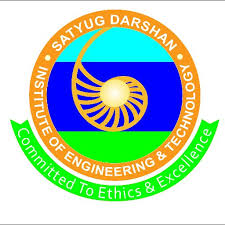 • SATYUG DARSHAN •
INSTITUTE OF ENGINEERING & TECHNOLOGY
Committed To Ethics & Excellence